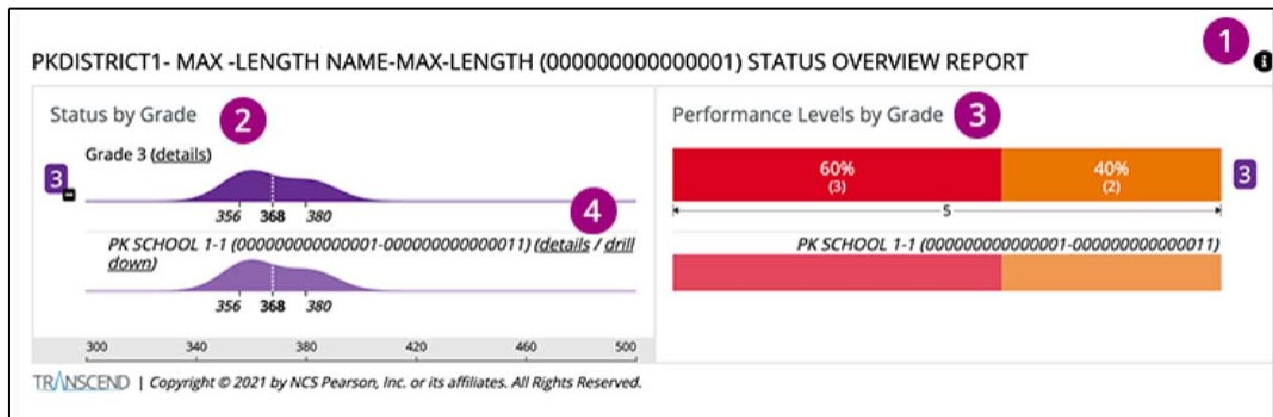 1
PKDISTRICT1- MAX -LENGTH NAME-MAX-LENGTH (000000000000001) STATUS OVERVIEW REPORT
i
Status by Grade
2
Grade 3 (details)
3
356 368 380
4
PK SCHOOL 1-1 (000000000000001-000000000000011) (details / drill
down)
356 368 380
300 340 380 420 460 500
Performance Levels by Grade
3
60%
(3)
40%
(2)
3
5
PK SCHOOL 1-1 (000000000000001-000000000000011)
TRANSCEND | Copyright © 2021 by NCS Pearson, Inc. or its affiliates. All Rights Reserved.